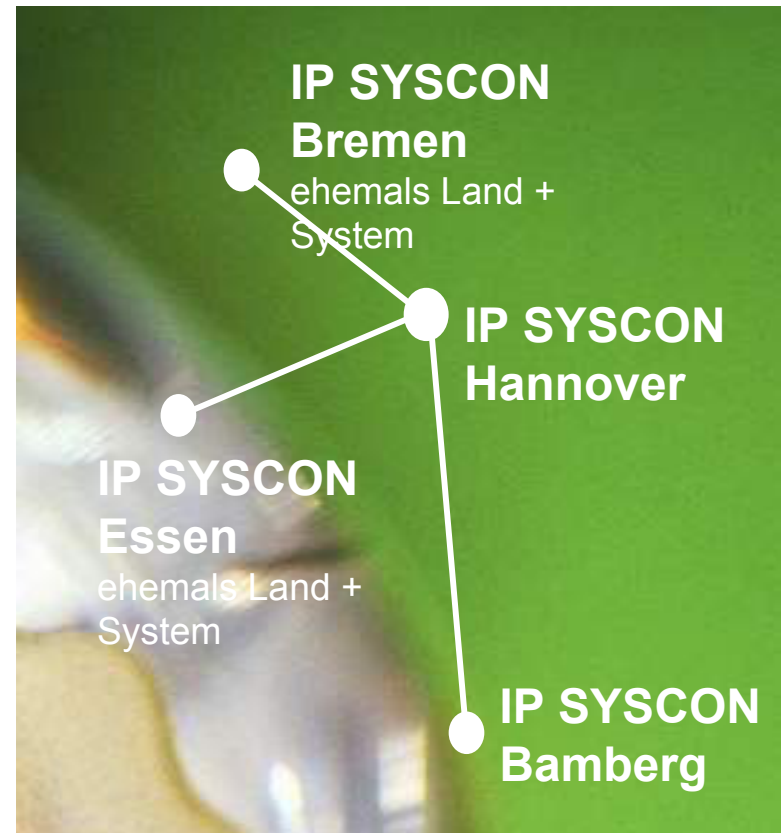 IP SYSCON
Bremen
ehemals Land +
System
IP SYSCON
Hannover
IP SYSCON
Essen
ehemals Land +
System
IP SYSCON
Bamberg